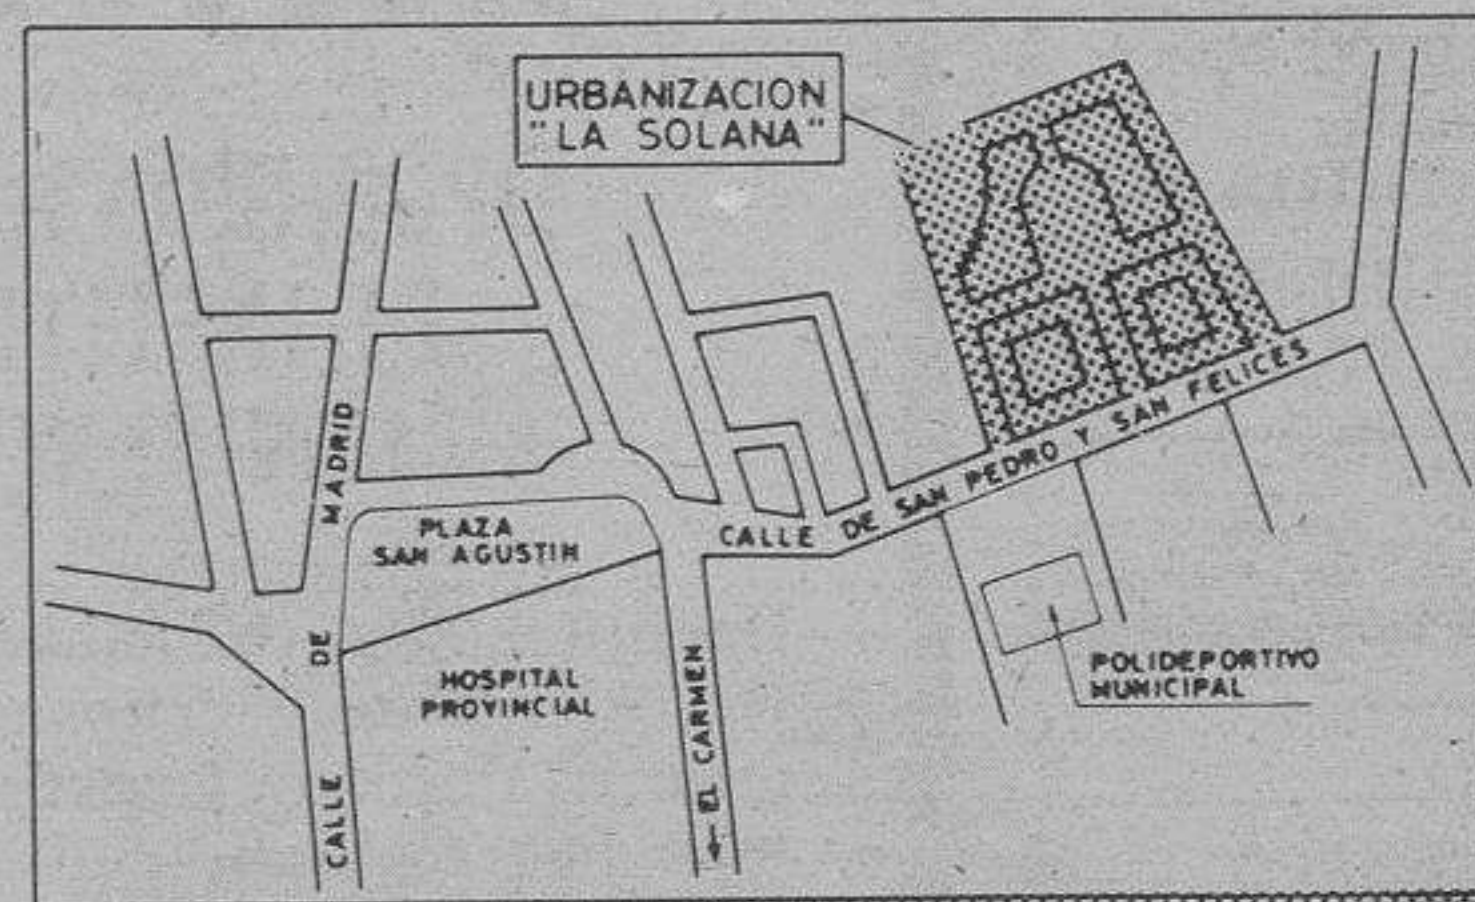 URBANIZACION
"LA SOLANA"
CALLE DE MADRID
PLAZA
SAN AGUSTIN
CALLE DE SAN PEDRO Y SAN FELICES
HOSPITAL
PROVINCIAL
← EL CARMEN
POLIDEPORTIVO
MUNICIPAL